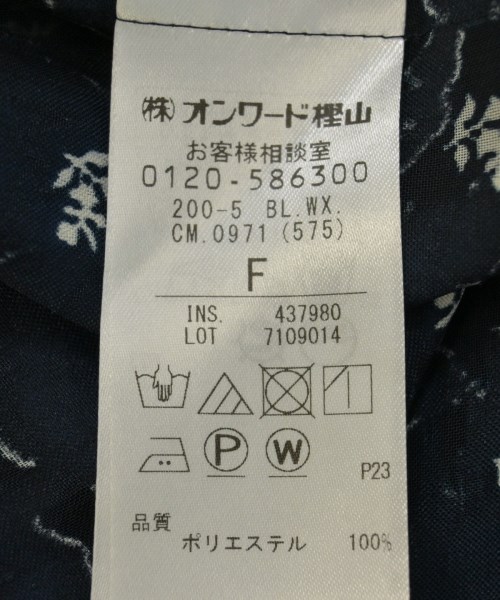 (株)オンワード樫山
お客様相談室
0120-586300
200-5 BL.WX.
CM.0971 (575)
F
INS. 437980
LOT 7109014
P W
P23
品質
ポリエステル 100%